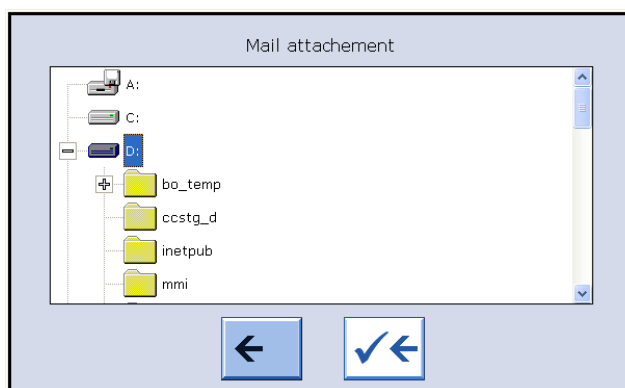 Mail attachement
A:
C:
D:
bo_temp
ccstg_d
inetpub
mmi